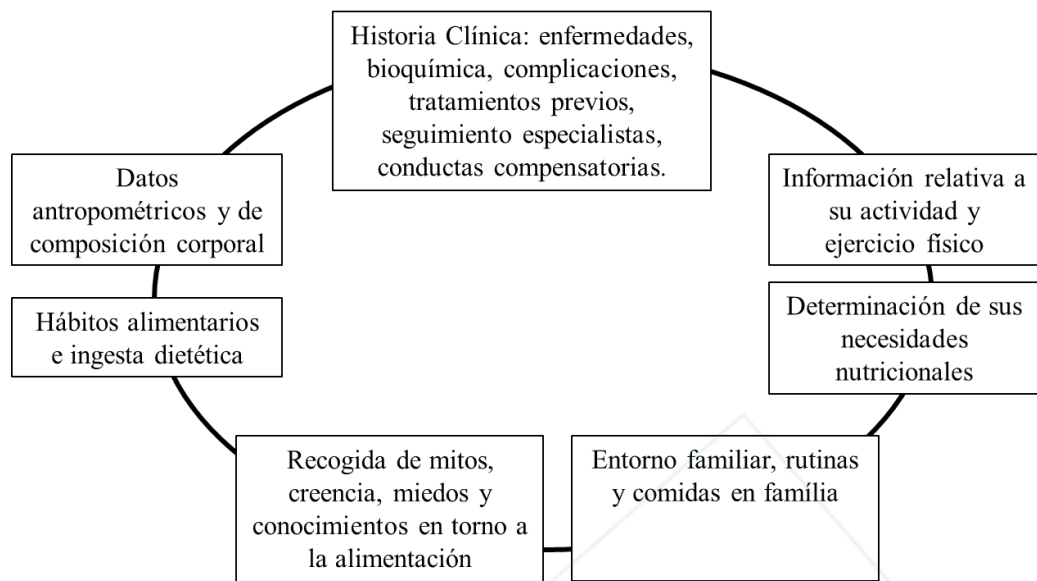 Historia Clínica: enfermedades,
bioquímica, complicaciones,
tratamientos previos,
seguimiento especialistas,
conductas compensatorias.
Datos
antropométricos y de
composición corporal
Información relativa a
su actividad y
ejercicio físico
Hábitos alimentarios
e ingesta dietética
Determinación de sus
necesidades
nutricionales
Recogida de mitos,
creencia, miedos y
conocimientos en torno a
la alimentación
Entorno familiar, rutinas
y comidas en família